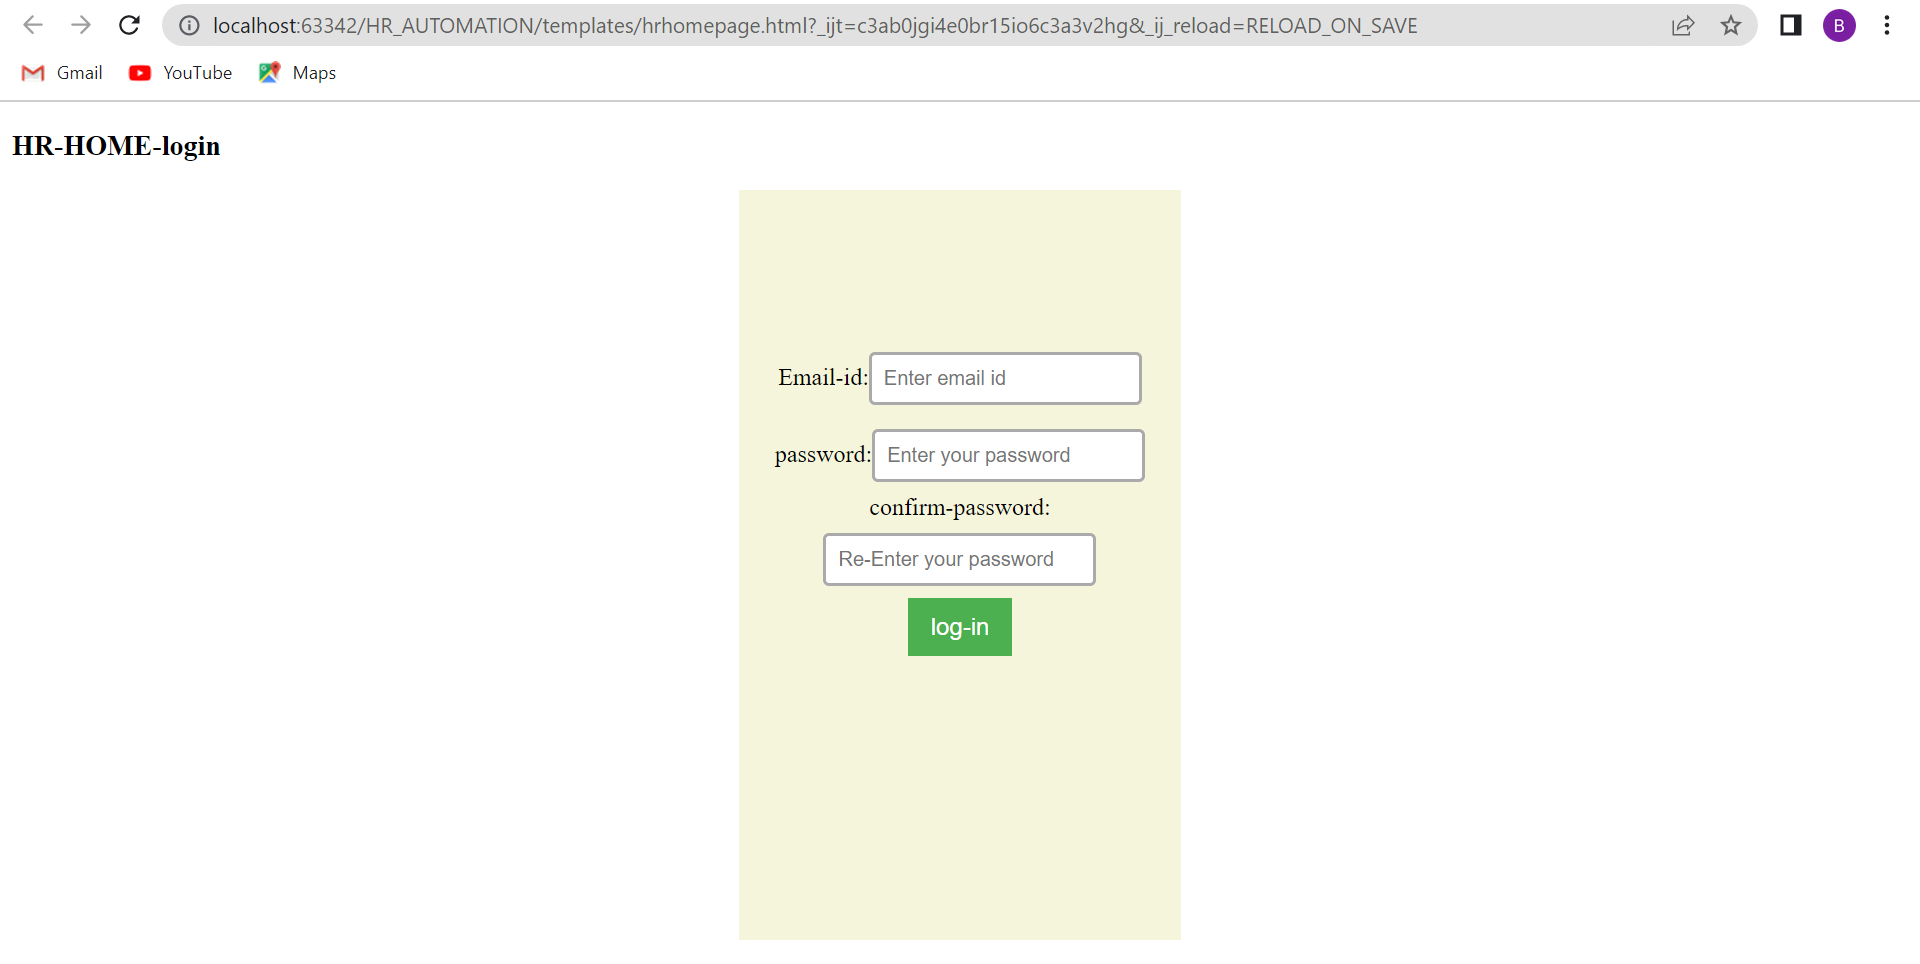 localhost:63342/HR_AUTOMATION/templates/hrhomepage.html?_ijt=c3ab0jgi4e0br15io6c3a3v2hg&_ij_reload=RELOAD_ON_SAVE
B
Gmail YouTube Maps
HR-HOME-login
Email-id: Enter email id
password: Enter your password
confirm-password:
Re-Enter your password
log-in